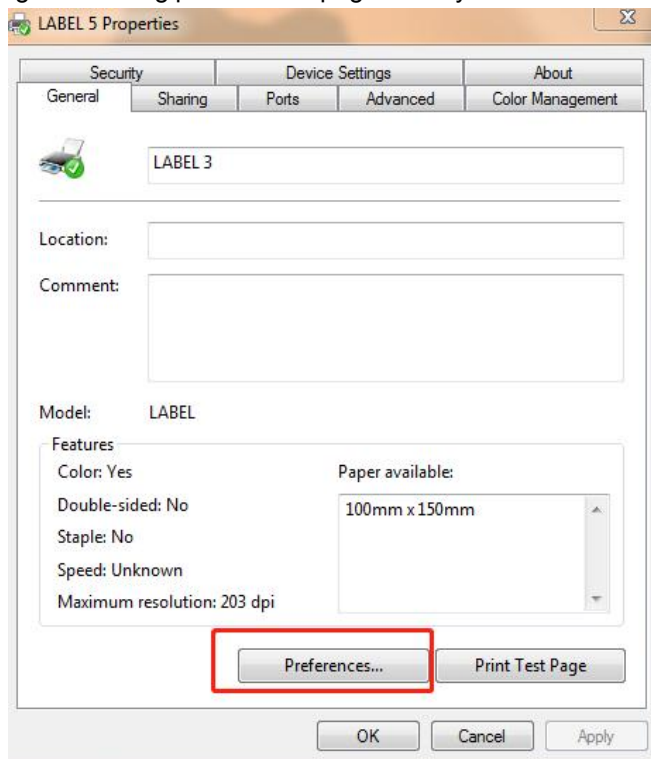 LABEL 5 Properties
Security Device Settings About
General Sharing Ports Advanced Color Management
LABEL 3
Location:
Comment:
Model: LABEL
Features
Color: Yes Paper available:
Double-sided: No 100mm x 150mm
Staple: No
Speed: Unknown
Maximum resolution: 203 dpi
Preferences... Print Test Page
OK Cancel Apply